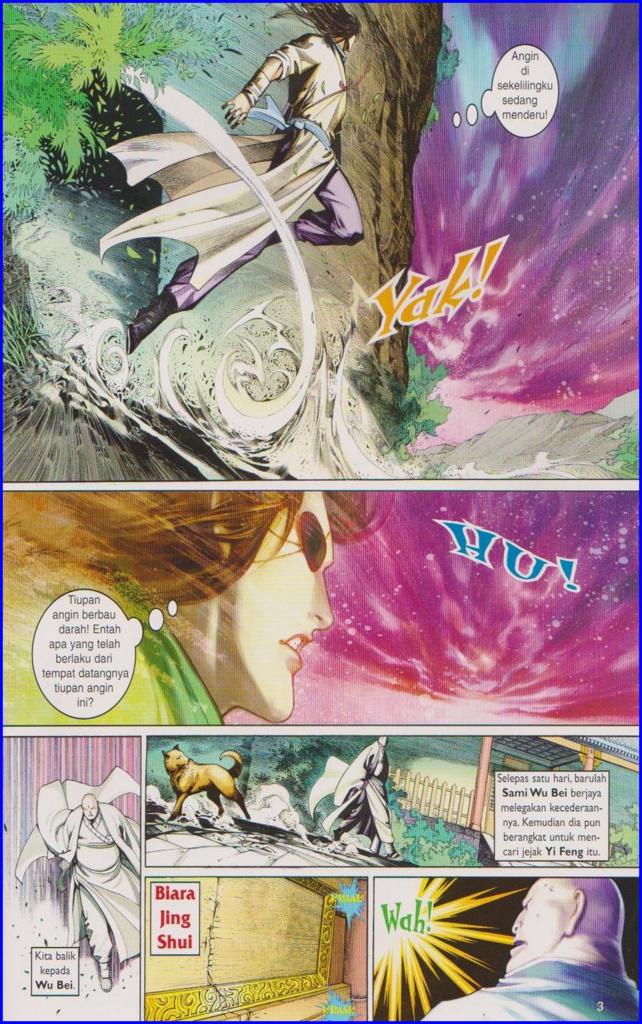 Angin
di
sekelilingku
sedang
menderu!
Yak!
HU!
Tiupan
angin berbau
darah! Entah
apa yang telah
berlaku dari
tempat datangnya
tiupan angin
ini?
Selepas satu hari, barulah
Sami Wu Bei berjaya
melegakan kecederaan-
nya. Kemudian dia pun
berangkat untuk men-
cari jejak Yi Feng itu.
Kita balik
kepada
Wu Bei.
Biara
Jing
Shui
Wah!
3